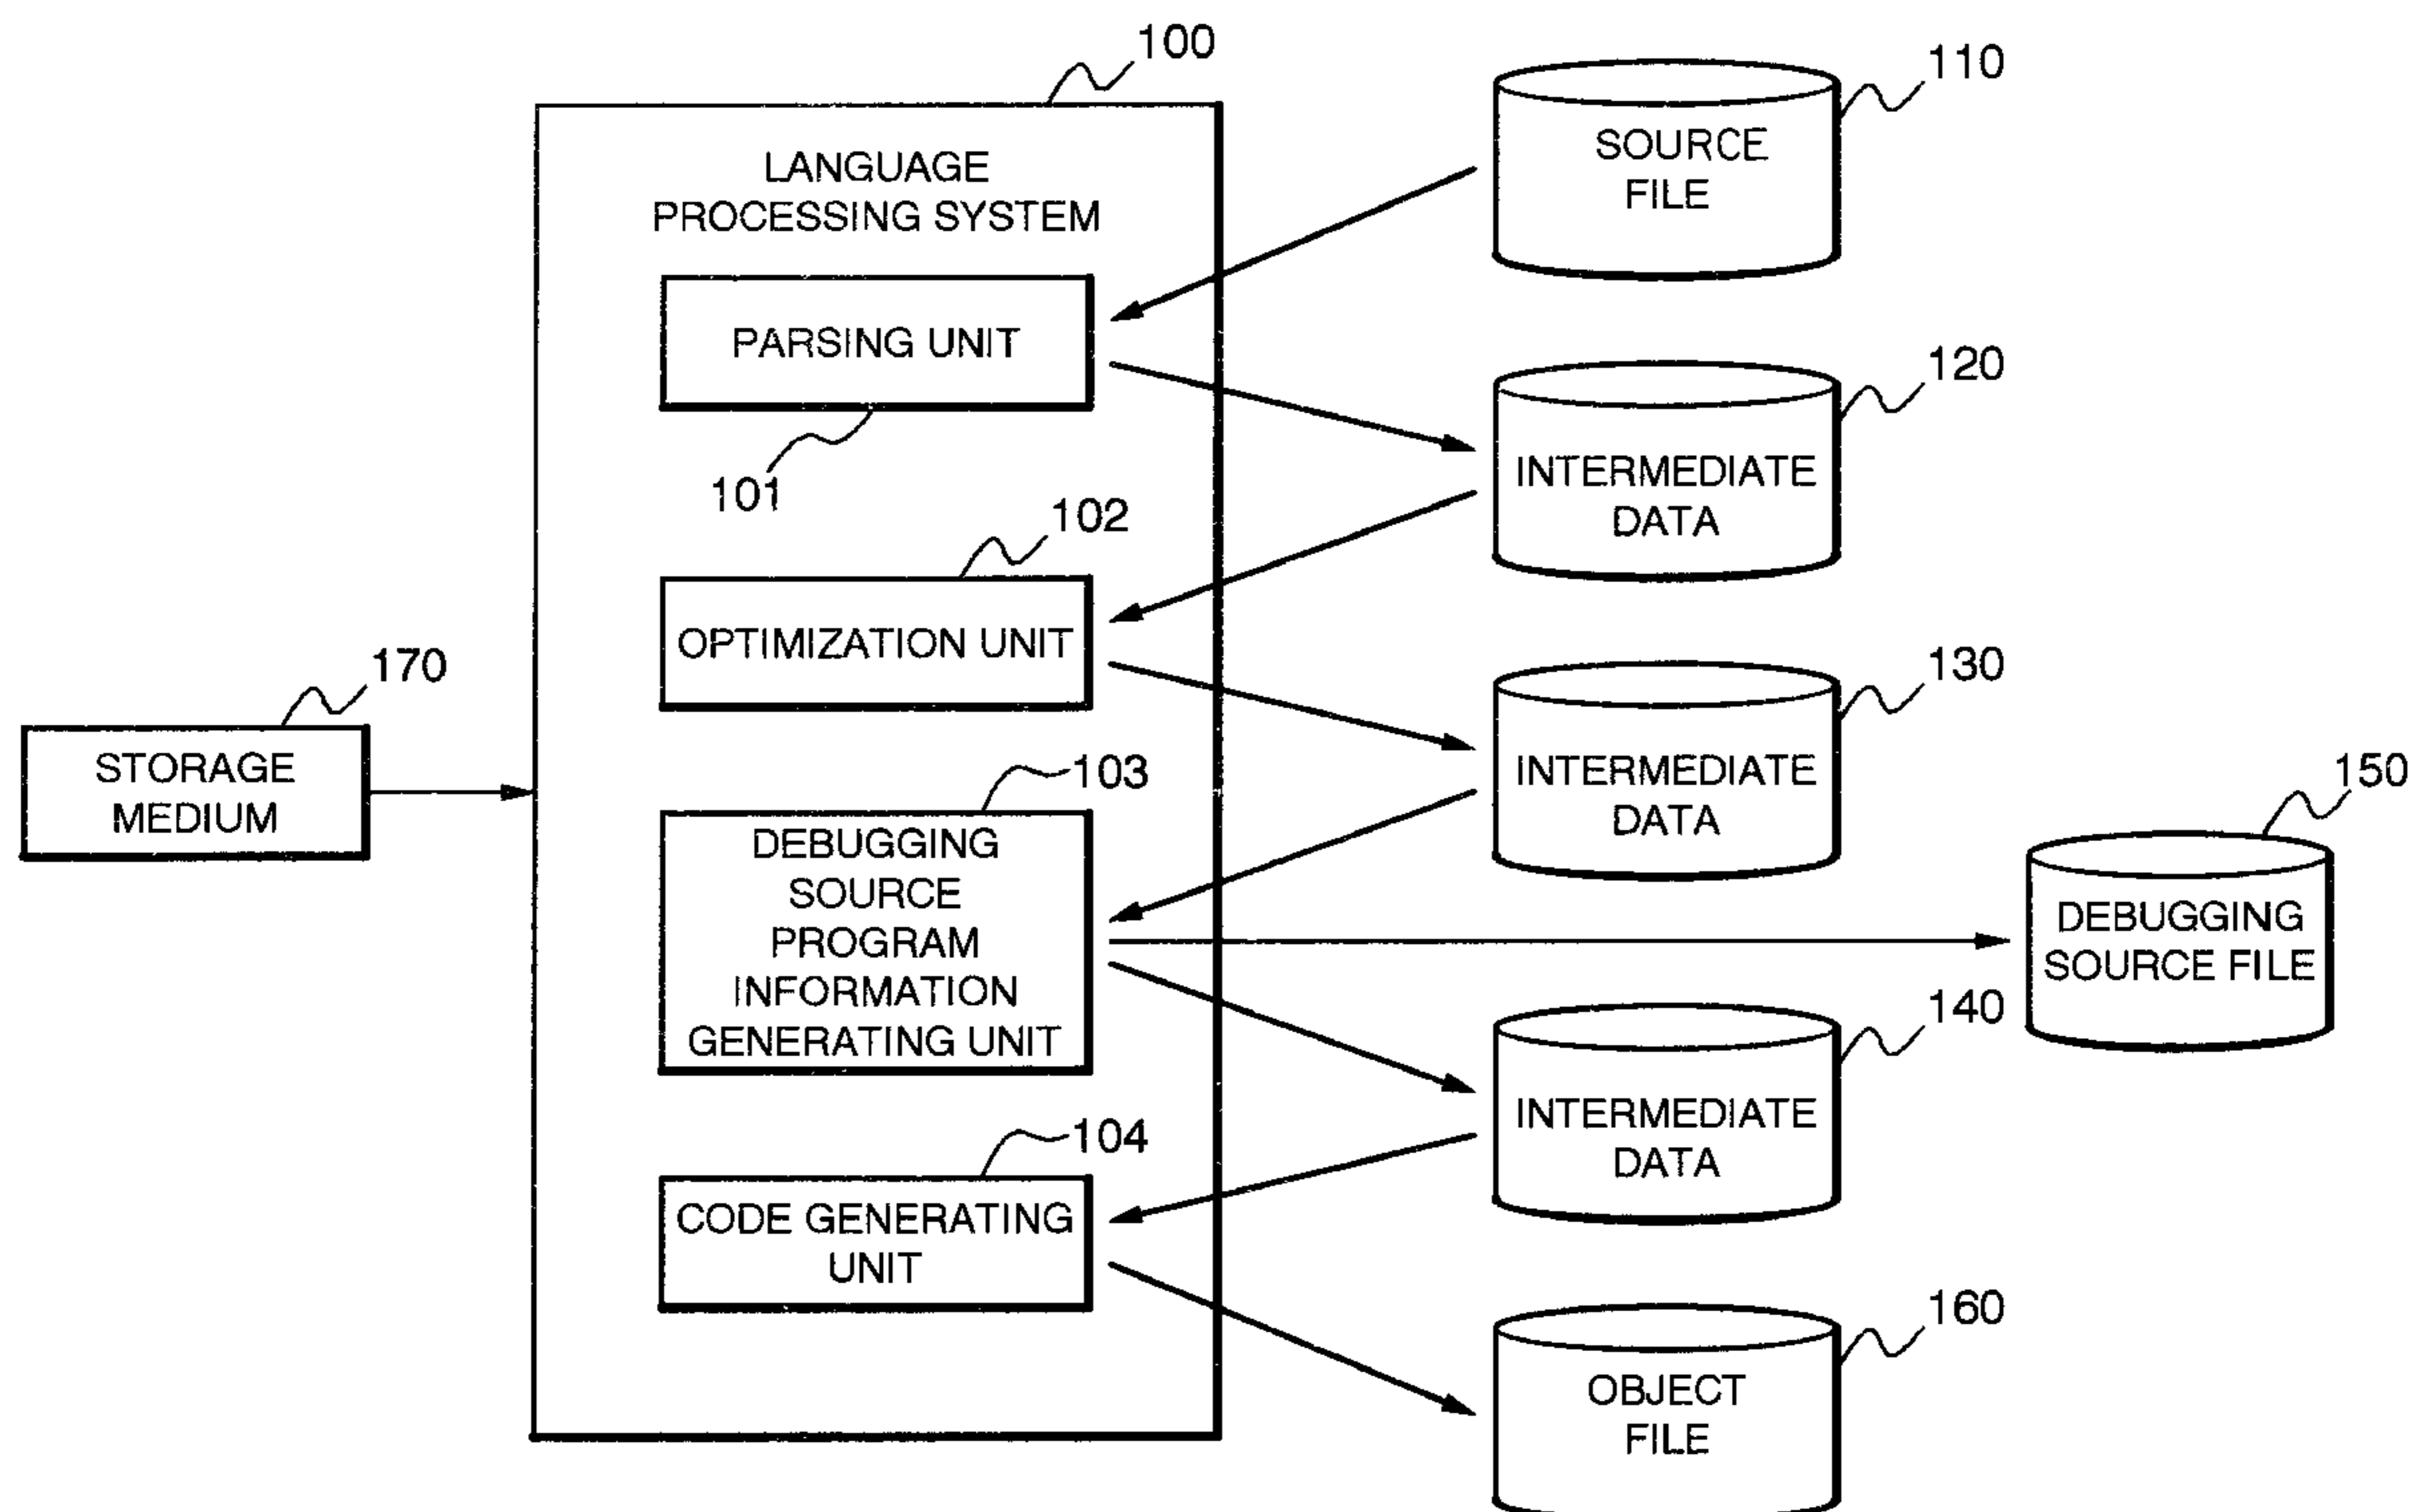 100
110
LANGUAGE
PROCESSING SYSTEM
SOURCE
FILE
PARSING UNIT
101
120
INTERMEDIATE
DATA
102
OPTIMIZATION UNIT
130
INTERMEDIATE
DATA
170
STORAGE
MEDIUM
103
DEBUGGING
SOURCE
PROGRAM
INFORMATION
GENERATING UNIT
150
DEBUGGING
SOURCE FILE
140
INTERMEDIATE
DATA
104
CODE GENERATING
UNIT
160
OBJECT
FILE